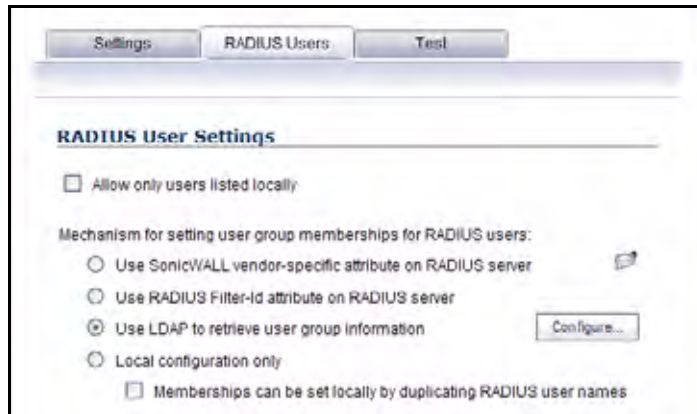 Settings
RADIUS Users
Test
RADIUS User Settings
Allow only users listed locally
Mechanism for setting user group memberships for RADIUS users:
Use SonicWALL vendor-specific attribute on RADIUS server
Use RADIUS Filter-Id attribute on RADIUS server
Use LDAP to retrieve user group information
Configure...
Local configuration only
Memberships can be set locally by duplicating RADIUS user names